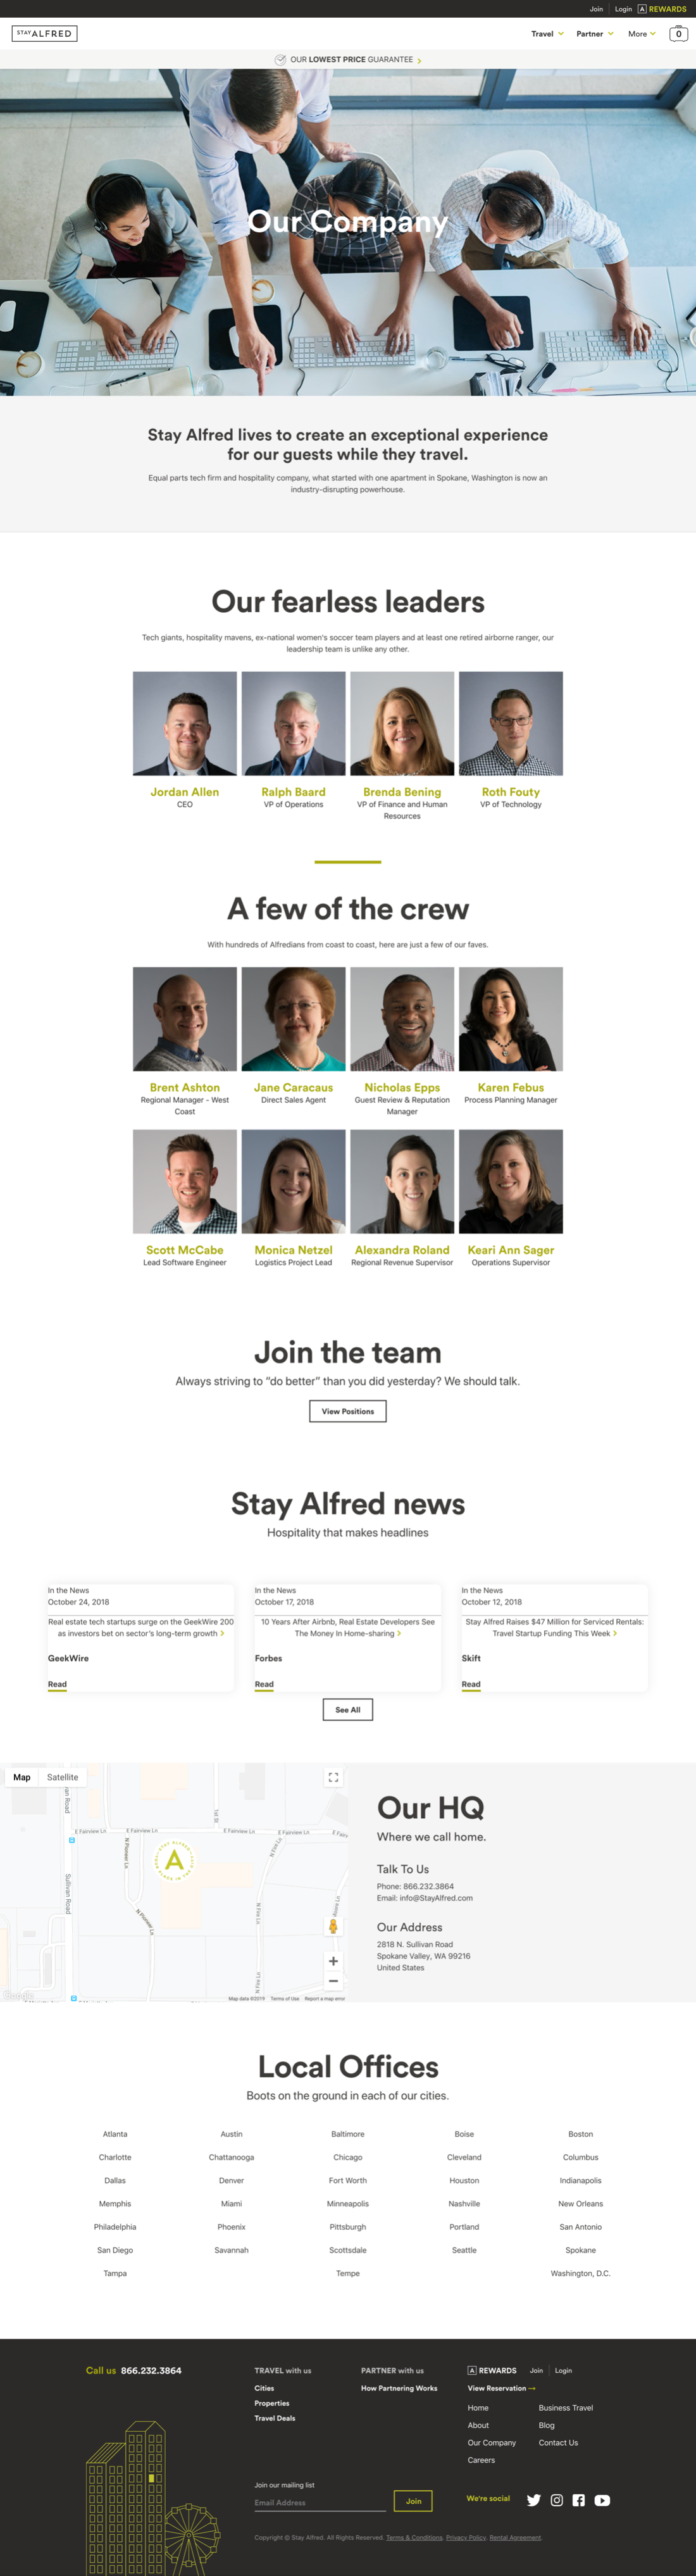 Join Login A REWARDS
STAY ALFRED
Travel Partner More 0
OUR LOWEST PRICE GUARANTEE
Our Company
Stay Alfred lives to create an exceptional experience
for our guests while they travel.
Equal parts tech firm and hospitality company, what started with one apartment in Spokane, Washington is now an
industry-disrupting powerhouse.
Our fearless leaders
Tech giants, hospitality mavens, ex-national women's soccer team players and at least one retired airborne ranger, our
leadership team is unlike any other.
Jordan Allen
CEO
Ralph Baard
VP of Operations
Brenda Bening
VP of Finance and Human
Resources
Roth Fouty
VP of Technology
A few of the crew
With hundreds of Alfredians from coast to coast, here are just a few of our faves.
Brent Ashton
Regional Manager - West
Coast
Jane Caracaus
Direct Sales Agent
Nicholas Epps
Guest Review & Reputation
Manager
Karen Febus
Process Planning Manager
Scott McCabe
Lead Software Engineer
Monica Netzel
Logistics Project Lead
Alexandra Roland
Regional Revenue Supervisor
Keari Ann Sager
Operations Supervisor
Join the team
Always striving to "do better" than you did yesterday? We should talk.
View Positions
Stay Alfred news
Hospitality that makes headlines
In the News
October 24, 2018
Real estate tech startups surge on the GeekWire 200
as investors bet on sector's long-term growth
GeekWire
Read
In the News
October 17, 2018
10 Years After Airbnb, Real Estate Developers See
The Money In Home-sharing
Forbes
Read
In the News
October 12, 2018
Stay Alfred Raises $47 Million for Serviced Rentals:
Travel Startup Funding This Week
Skift
Read
See All
Map Satellite
E Fairview Ln E Fairview Ln E Fairview Ln E Fairview Ln
Sullivan Road
N Pioneer Ln
N Pioneer Ln
N Fire Ln
N Fire Ln
A
Google
Map data ©2019 Terms of Use Report a map error
Our HQ
Where we call home.
Talk To Us
Phone: 866.232.3864
Email: info@StayAlfred.com
Our Address
2818 N. Sullivan Road
Spokane Valley, WA 99216
United States
Local Offices
Boots on the ground in each of our cities.
Atlanta Austin Baltimore Boise Boston
Charlotte Chattanooga Chicago Cleveland Columbus
Dallas Denver Fort Worth Houston Indianapolis
Memphis Miami Minneapolis Nashville New Orleans
Philadelphia Phoenix Pittsburgh Portland San Antonio
San Diego Savannah Scottsdale Seattle Spokane
Tampa Tempe Washington, D.C.
Call us 866.232.3864
TRAVEL with us
Cities
Properties
Travel Deals
PARTNER with us
How Partnering Works
A REWARDS Join Login
View Reservation
Home Business Travel
About Blog
Our Company Contact Us
Careers
Join our mailing list
Email Address
Join
We're social
Copyright © Stay Alfred. All Rights Reserved. Terms & Conditions. Privacy Policy. Rental Agreement.